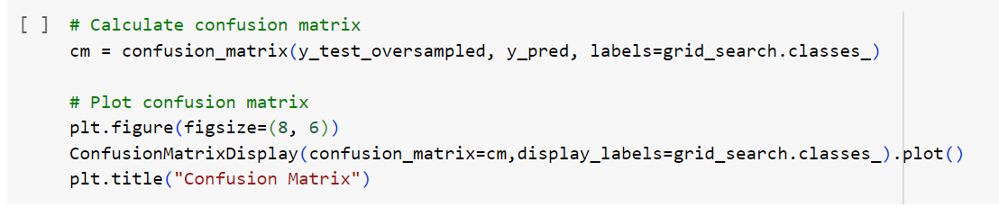 [ ] # Calculate confusion matrix
cm = confusion_matrix(y_test_oversampled, y_pred, labels=grid_search.classes_)
# Plot confusion matrix
plt.figure(figsize=(8, 6))
ConfusionMatrixDisplay(confusion_matrix=cm,display_labels=grid_search.classes_).plot()
plt.title("Confusion Matrix")